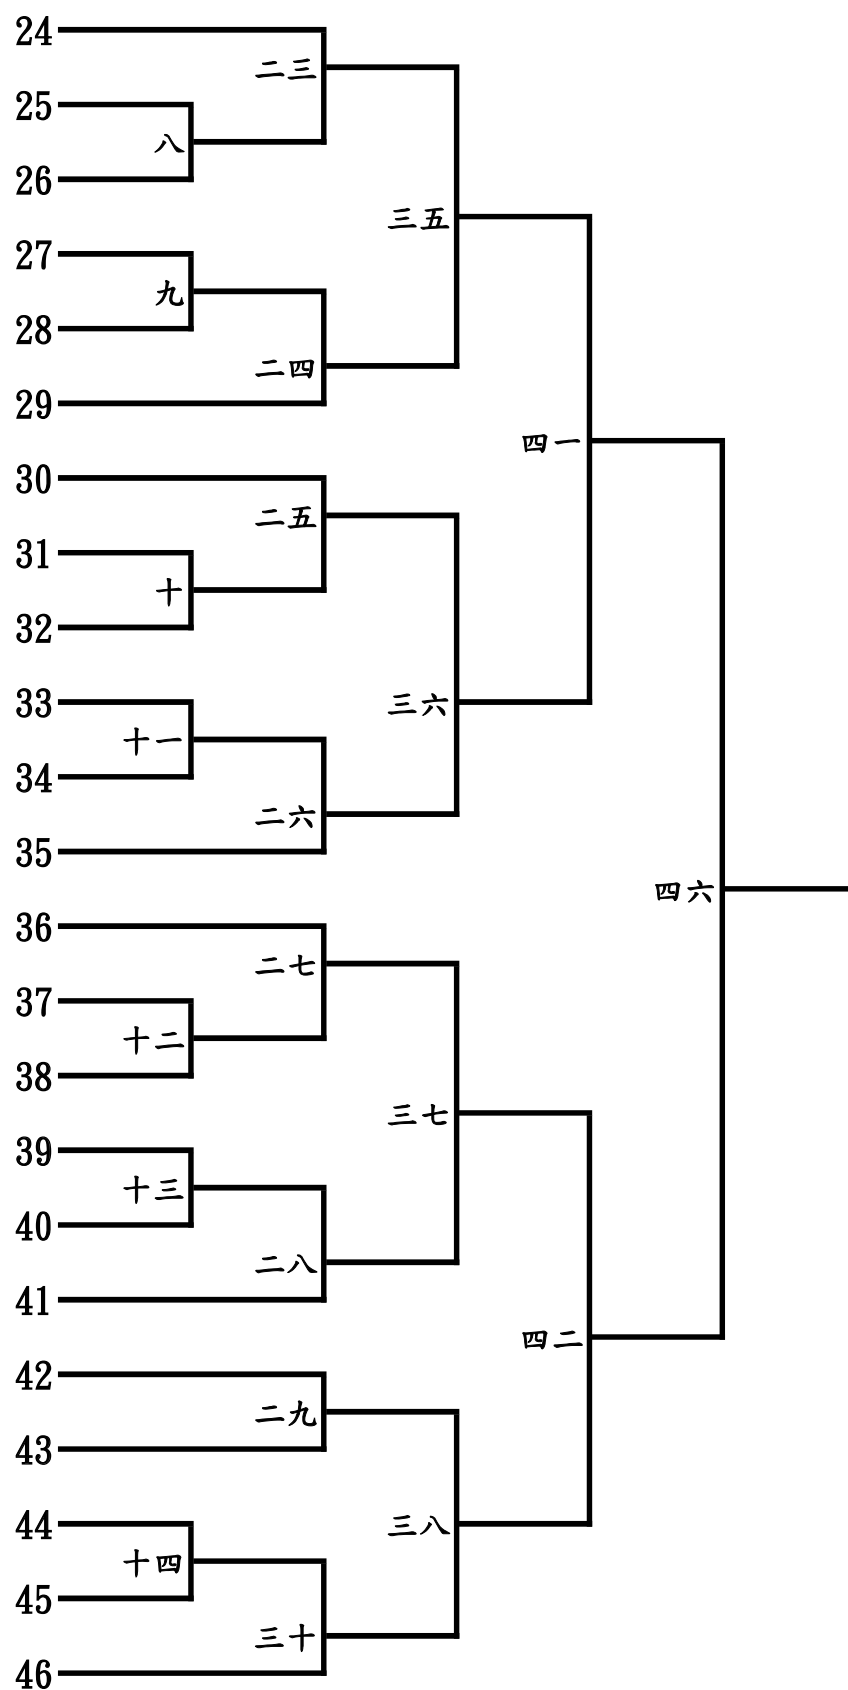 24
二三
25
八
26
三五
27
九
28
二四
29
四一
30
二五
31
十
32
三六
33
十一
34
二六
35
四六
36
二七
37
十二
38
三七
39
十三
40
二八
41
四二
42
二九
43
三八
44
十四
45
三十
46